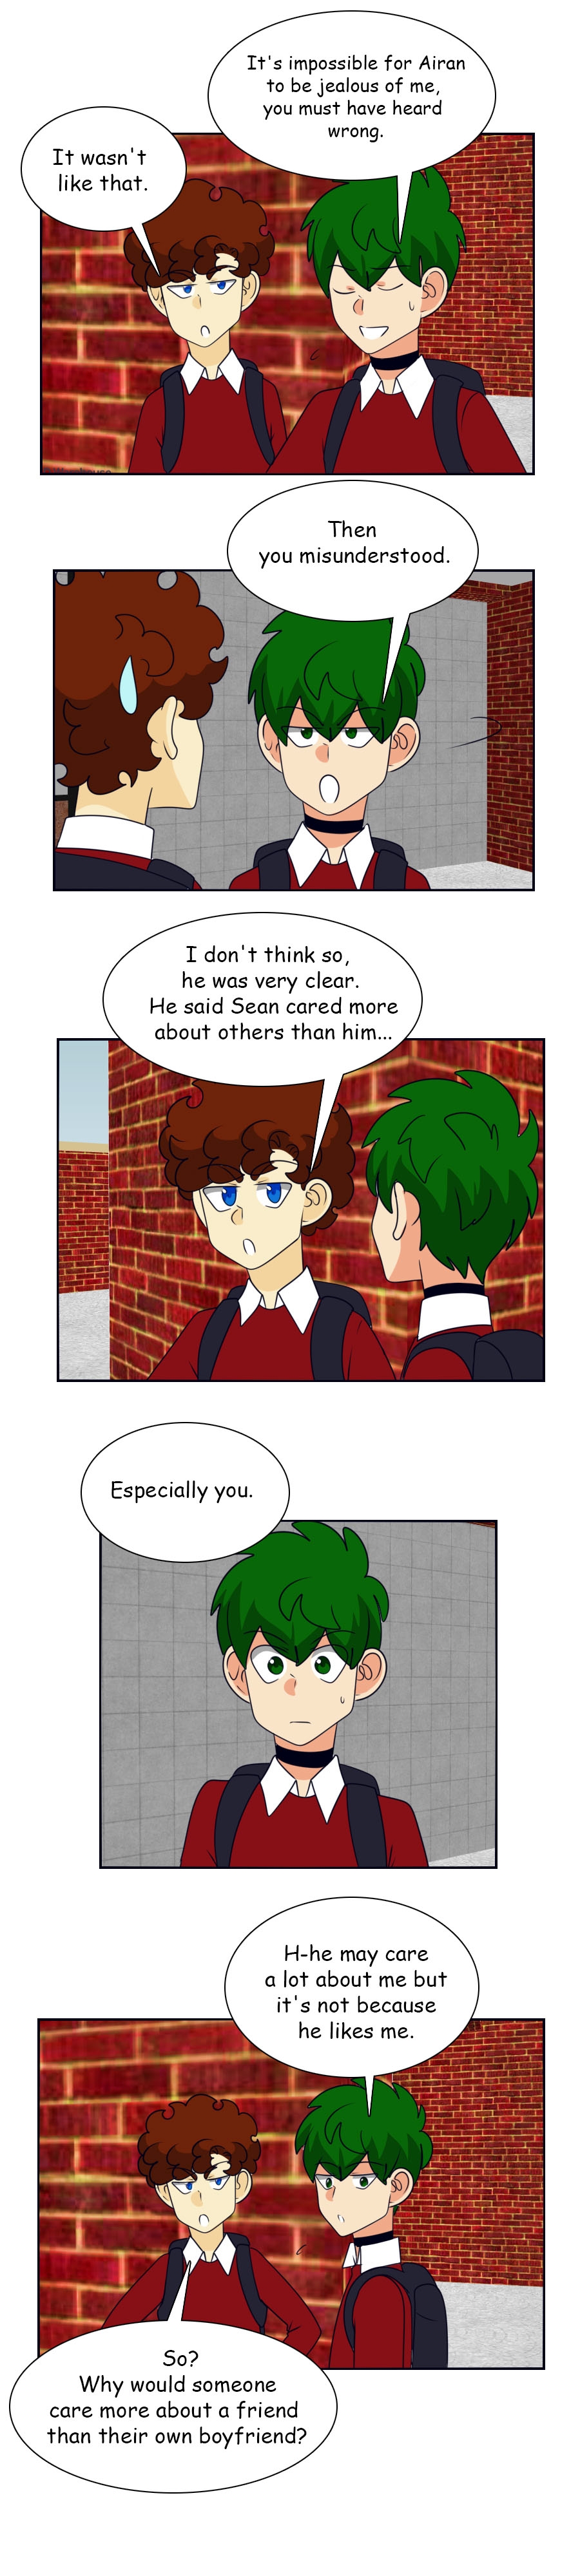 It's impossible for Airan
to be jealous of me,
you must have heard
wrong.
It wasn't
like that.
Then
you misunderstood.
I don't think so,
he was very clear.
He said Sean cared more
about others than him...
Especially you.
H-he may care
a lot about me but
it's not because
he likes me.
So?
Why would someone
care more about a friend
than their own boyfriend?